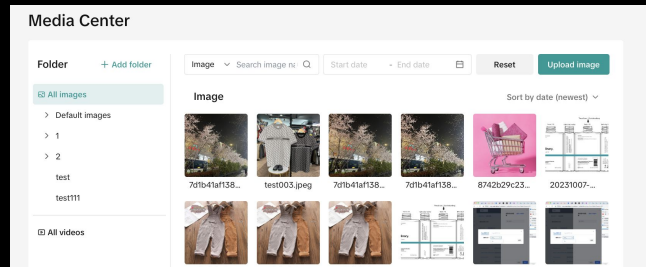 Media Center
Folder
+ Add folder
Image
Search image na
Start date
- End date
Reset
Upload image
All images
Default images
1
2
test
test111
All videos
Image
Sort by date (newest)
7d1b41af138...
test003.jpeg
7d1b41af138...
7d1b41af138...
8742b29c23...
20231007-...